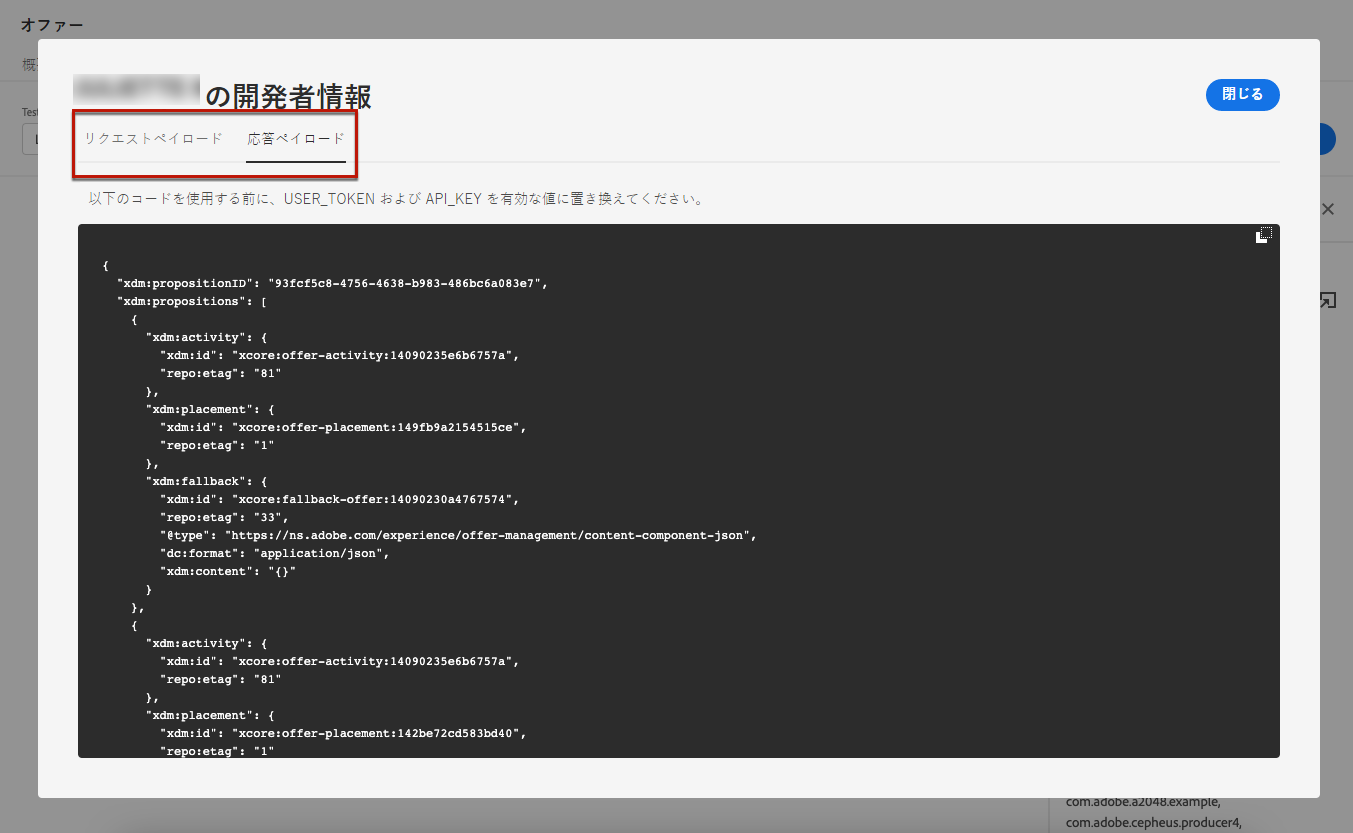 オファー
の開発者情報
閉じる
Test
リクエストペイロード 応答ペイロード
以下のコードを使用する前に、USER_TOKEN および API_KEY を有効な値に置き換えてください。
{
"xdm:propositionID": "93fcf5c8-4756-4638-b983-486bc6a083e7",
"xdm:propositions": [
{
"xdm:activity": {
"xdm:id": "xcore:offer-activity:14090235e6b6757a",
"repo:etag": "81"
},
"xdm:placement": {
"xdm:id": "xcore:offer-placement:149fb9a2154515ce",
"repo:etag": "1"
},
"xdm:fallback": {
"xdm:id": "xcore:fallback-offer:14090230a4767574",
"repo:etag": "33",
"@type": "https://ns.adobe.com/experience/offer-management/content-component-json",
"dc:format": "application/json",
"xdm:content": "{}"
}
},
{
"xdm:activity": {
"xdm:id": "xcore:offer-activity:14090235e6b6757a",
"repo:etag": "81"
},
"xdm:placement": {
"xdm:id": "xcore:offer-placement:142be72cd583bd40",
"repo:etag": "1"
com.adobe.a2048.example,
com.adobe.cepheus.producer4,